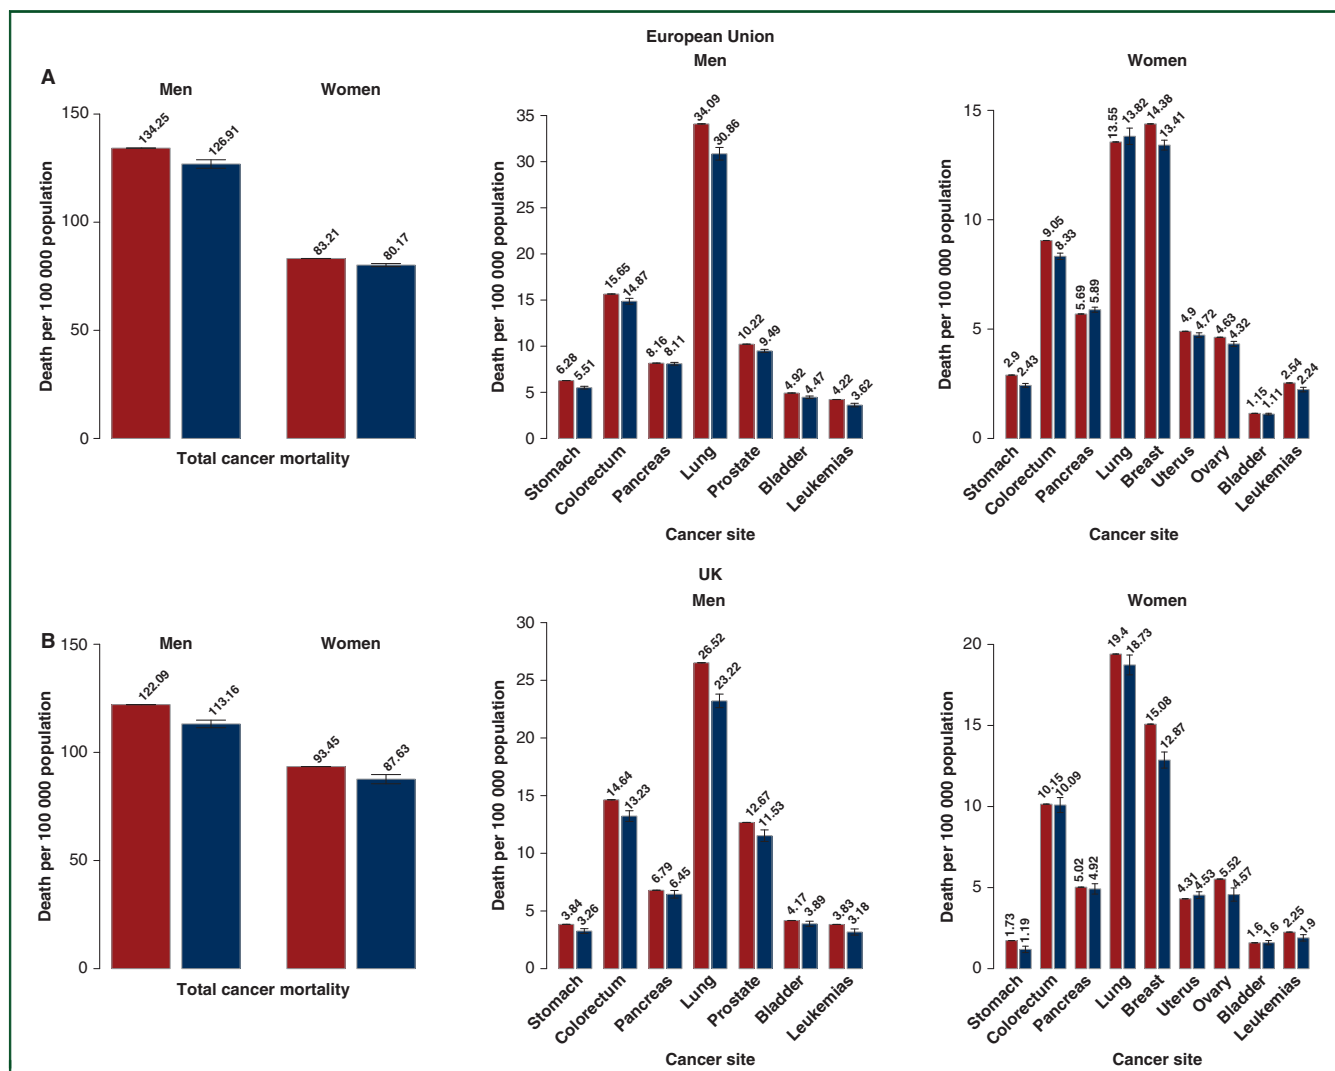 European Union
A
Men
Women
150
100
50
0
Death per 100 000 population
134.25
126.91
83.21
80.17
Total cancer mortality
Men
35
30
25
20
15
10
5
0
Death per 100 000 population
6.28
5.51
15.65
14.87
8.16
8.11
34.09
30.86
10.22
9.49
4.92
4.47
4.22
3.62
Stomach
Colorectum
Pancreas
Lung
Prostate
Bladder
Leukemias
Cancer site
Women
15
10
5
0
Death per 100 000 population
2.9
2.43
9.05
8.33
5.69
5.89
13.55
13.82
14.38
13.41
4.9
4.72
4.63
4.32
1.15
1.11
2.54
2.24
Stomach
Colorectum
Pancreas
Lung
Breast
Uterus
Ovary
Bladder
Leukemias
Cancer site
UK
B
Men
Women
150
100
50
0
Death per 100 000 population
122.09
113.16
93.45
87.63
Total cancer mortality
Men
30
25
20
15
10
5
0
Death per 100 000 population
3.84
3.26
14.64
13.23
6.79
6.45
26.52
23.22
12.67
11.53
4.17
3.89
3.83
3.18
Stomach
Colorectum
Pancreas
Lung
Prostate
Bladder
Leukemias
Cancer site
Women
20
15
10
5
0
Death per 100 000 population
1.73
1.19
10.15
10.09
5.02
4.92
19.4
18.73
15.08
12.87
4.31
4.53
5.52
4.57
1.6
1.6
2.25
1.9
Stomach
Colorectum
Pancreas
Lung
Breast
Uterus
Ovary
Bladder
Leukemias
Cancer site